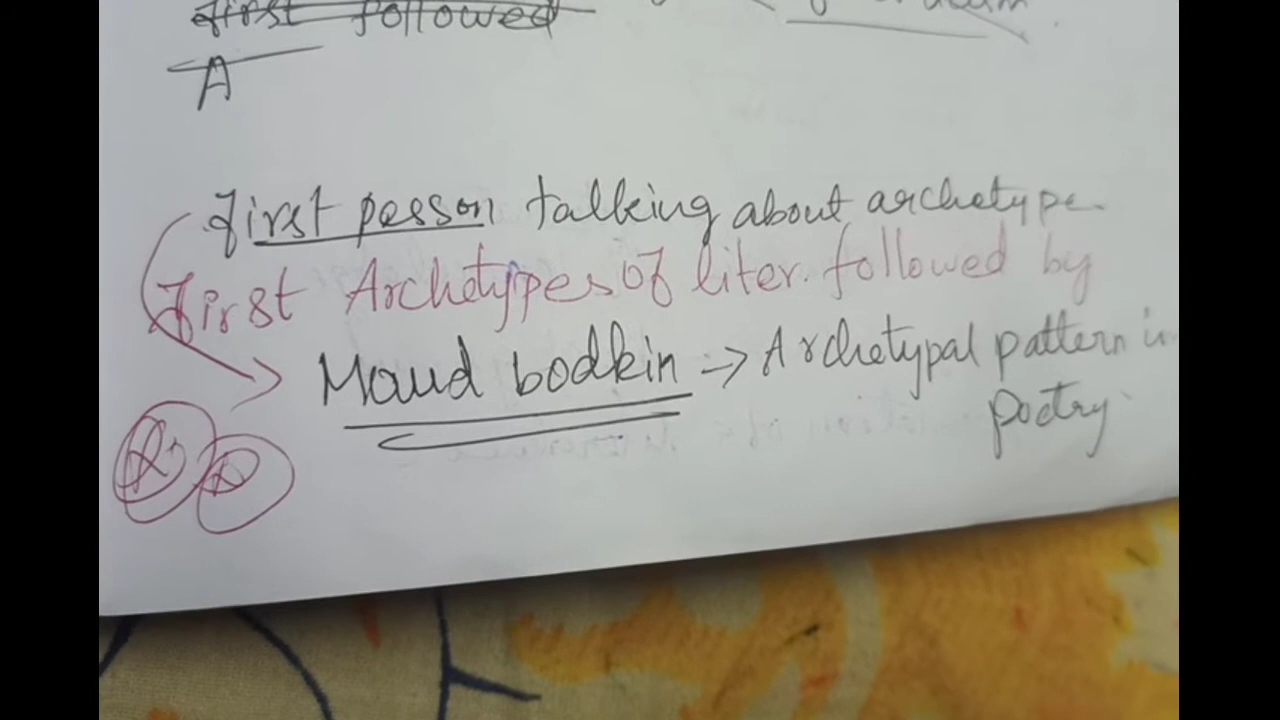 first followed
A
first person talking about archetype.
first Archetypes of liter. followed by
Maud bodkin → Archetypal pattern in
poetry